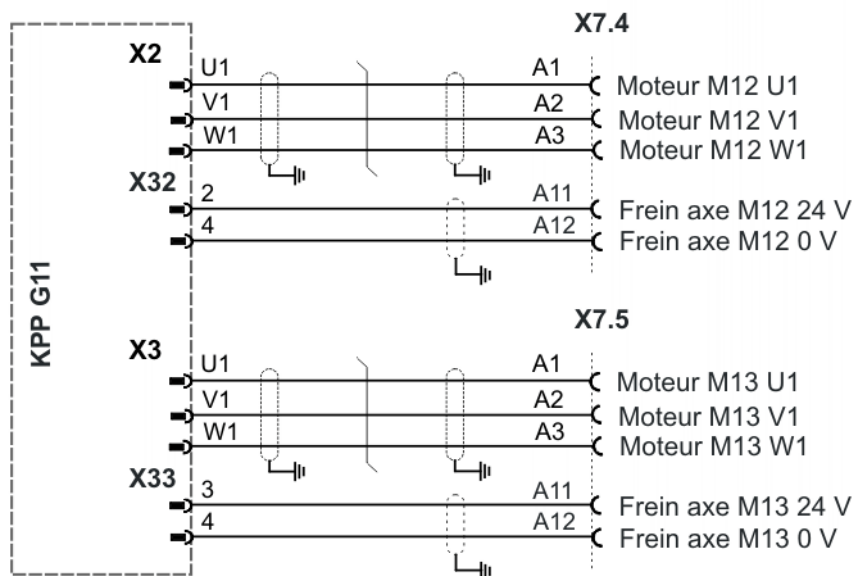 X7.4
X2
U1 A1 Moteur M12 U1
V1 A2 Moteur M12 V1
W1 A3 Moteur M12 W1
X32
2 A11 Frein axe M12 24 V
4 A12 Frein axe M12 0 V
KPP G11
X7.5
X3
U1 A1 Moteur M13 U1
V1 A2 Moteur M13 V1
W1 A3 Moteur M13 W1
X33
3 A11 Frein axe M13 24 V
4 A12 Frein axe M13 0 V